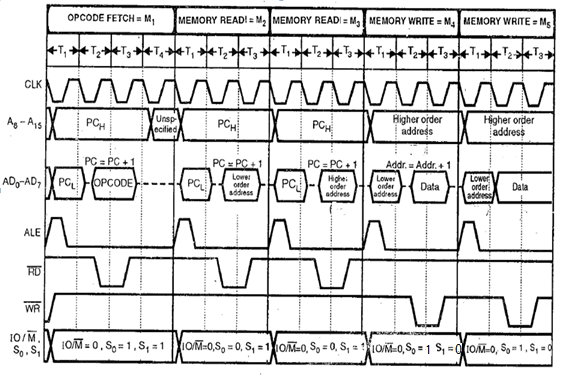 OPCODE FETCH = M1 MEMORY READ! = M2 MEMORY READ! = M3 MEMORY WRITE = M4 MEMORY WRITE = M5
T1 T2 T3 T4 T1 T2 T3 T1 T2 T3 T1 T2 T3 T1 T2 T3
CLK
A8 – A15 PCH Unsp ecified PCH PCH Higher order address Higher order address
PC = PC + 1 PC = PC + 1 PC = PC + 1 Addr. = Addr. + 1
AD0–AD7 PCL OPCODE PCL Lower order address PCL Higher order address Lower order address Data Lower order address Data
ALE
RD
WR
IO/M, S0, S1 IO/M = 0, S0 = 1, S1 = 1 IO/M=0, S0 = 0, S1 = 1 IO/M=0, S0 = 0, S1 = 1 IO/M=0, S0 = 1 S1 = 0 IO/M=0, S0 = 1, S1 = 0